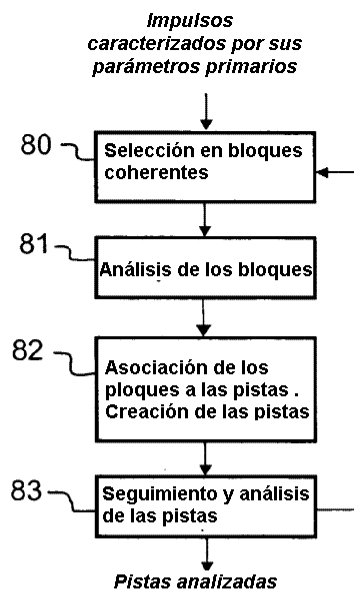 Impulsos
caracterizados por sus
parámetros primarios
80
Selección en bloques
coherentes
81
Análisis de los bloques
82
Asociación de los
ploques a las pistas .
Creación de las pistas
83
Seguimiento y análisis
de las pistas
Pistas analizadas